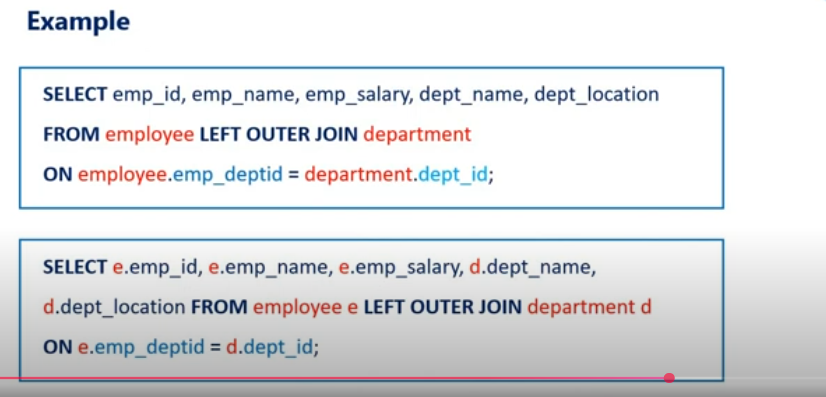 Example
SELECT emp_id, emp_name, emp_salary, dept_name, dept_location
FROM employee LEFT OUTER JOIN department
ON employee.emp_deptid = department.dept_id;
SELECT e.emp_id, e.emp_name, e.emp_salary, d.dept_name,
d.dept_location FROM employee e LEFT OUTER JOIN department d
ON e.emp_deptid = d.dept_id;